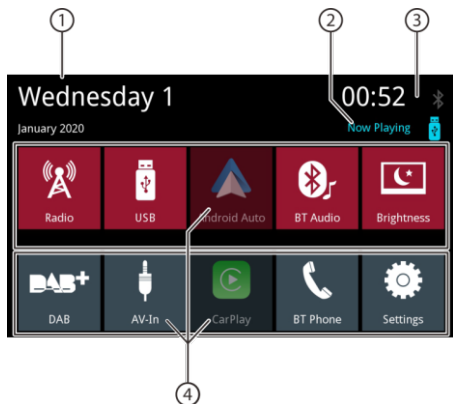 1
2
3
Wednesday 1
00:52
January 2020
Now Playing
Radio
USB
Android Auto
BT Audio
Brightness
DAB+
DAB
AV-In
CarPlay
BT Phone
Settings
4